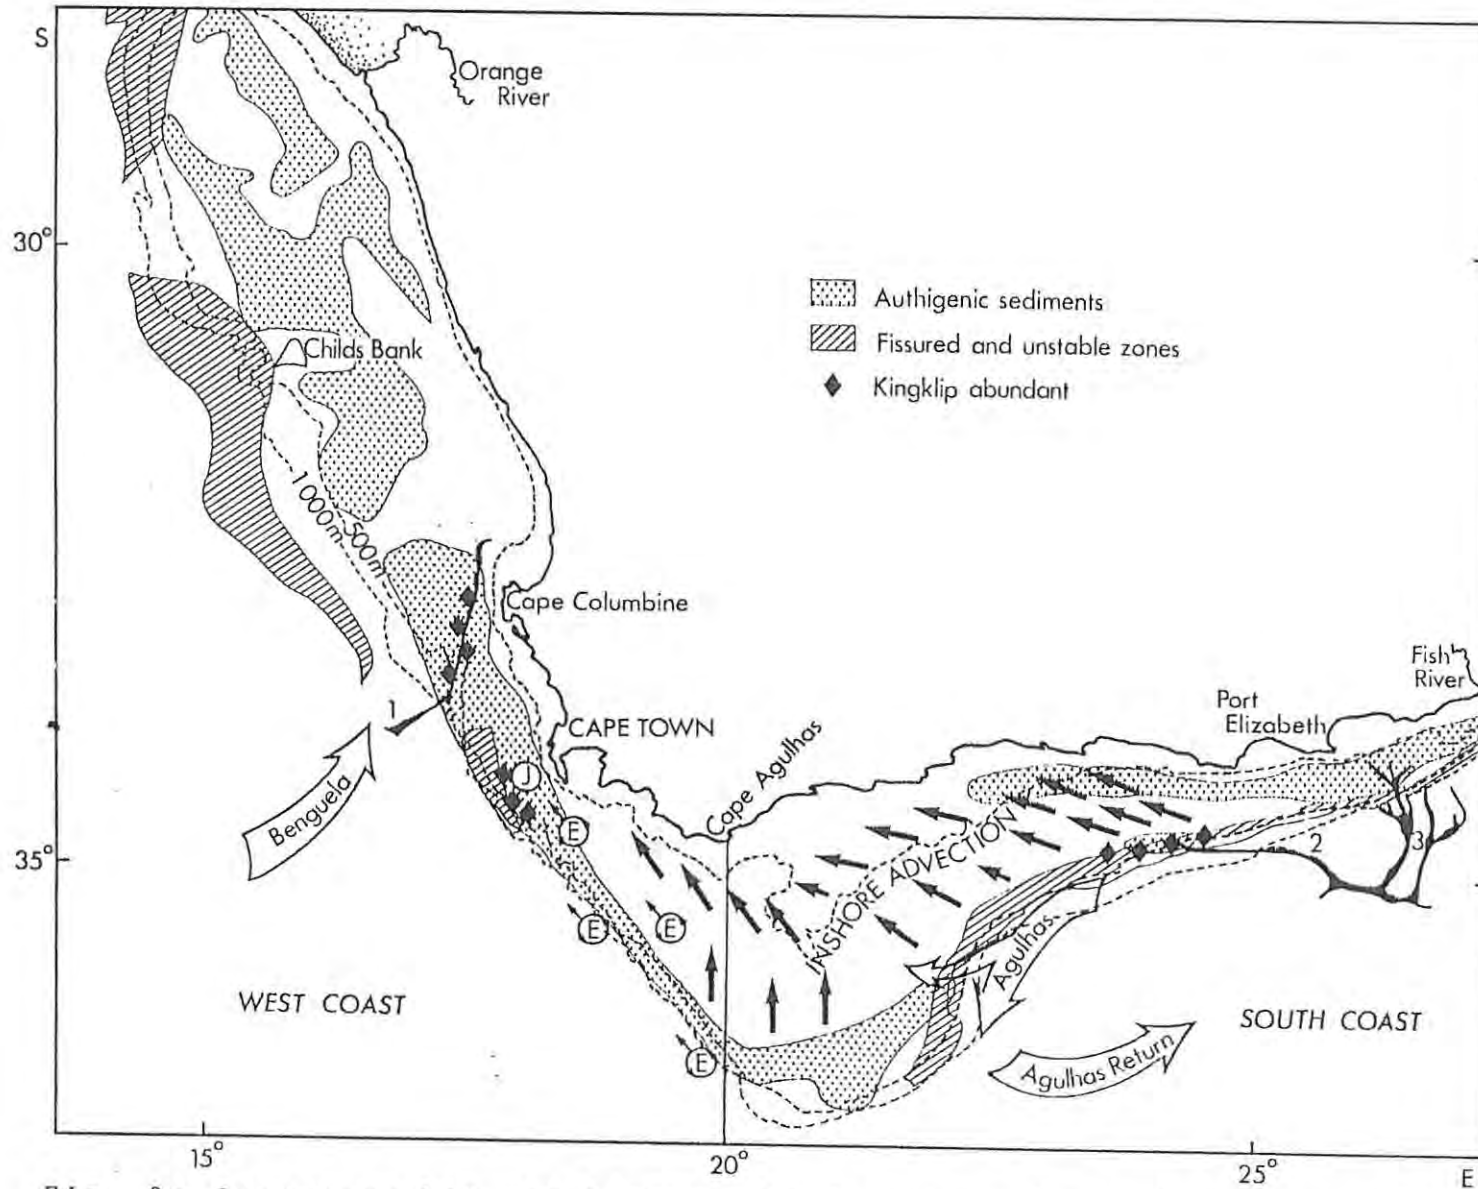 S
Orange
River
30°
Authigenic sediments
Fissured and unstable zones
Kingklip abundant
Childs Bank
1000m
500m
Cape Columbine
Fish
River
Port
Elizabeth
1
CAPE TOWN
Cape Agulhas
J
Benguela
E
INSHORE ADVECTION
2
3
35°
E
E
Agulhas
WEST COAST
SOUTH COAST
E
Agulhas Return
15°
20°
25°
E